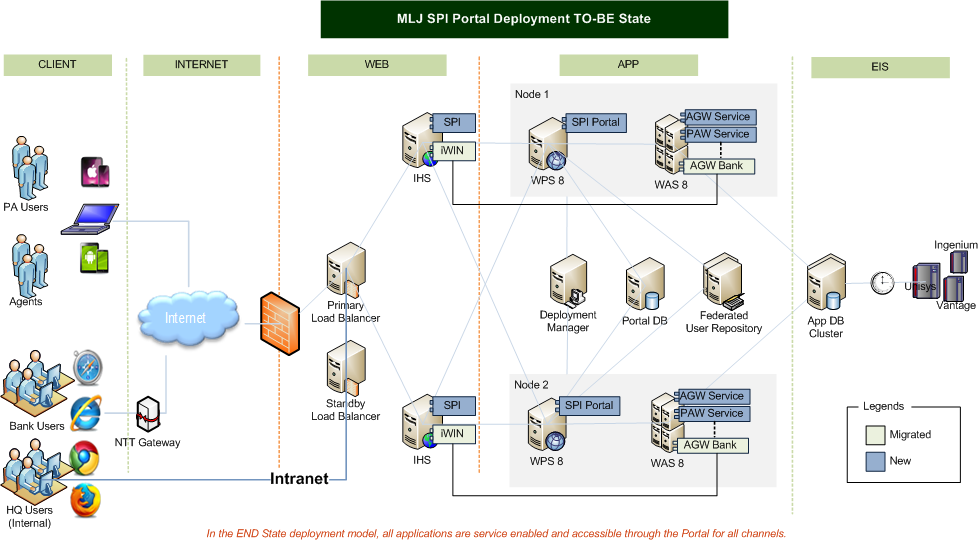 MLJ SPI Portal Deployment TO-BE State
CLIENT
INTERNET
WEB
APP
EIS
PA Users
Agents
Bank Users
HQ Users
(Internal)
Internet
NTT Gateway
Intranet
Primary
Load Balancer
Standby
Load Balancer
SPI
iWIN
IHS
SPI
iWIN
IHS
Node 1
SPI Portal
WPS 8
AGW Service
PAW Service
AGW Bank
WAS 8
Deployment
Manager
Portal DB
Federated
User Repository
Node 2
SPI Portal
WPS 8
AGW Service
PAW Service
AGW Bank
WAS 8
App DB
Cluster
Ingenium
Unisys
Vantage
Legends
Migrated
New
In the END State deployment model, all applications are service enabled and accessible through the Portal for all channels.